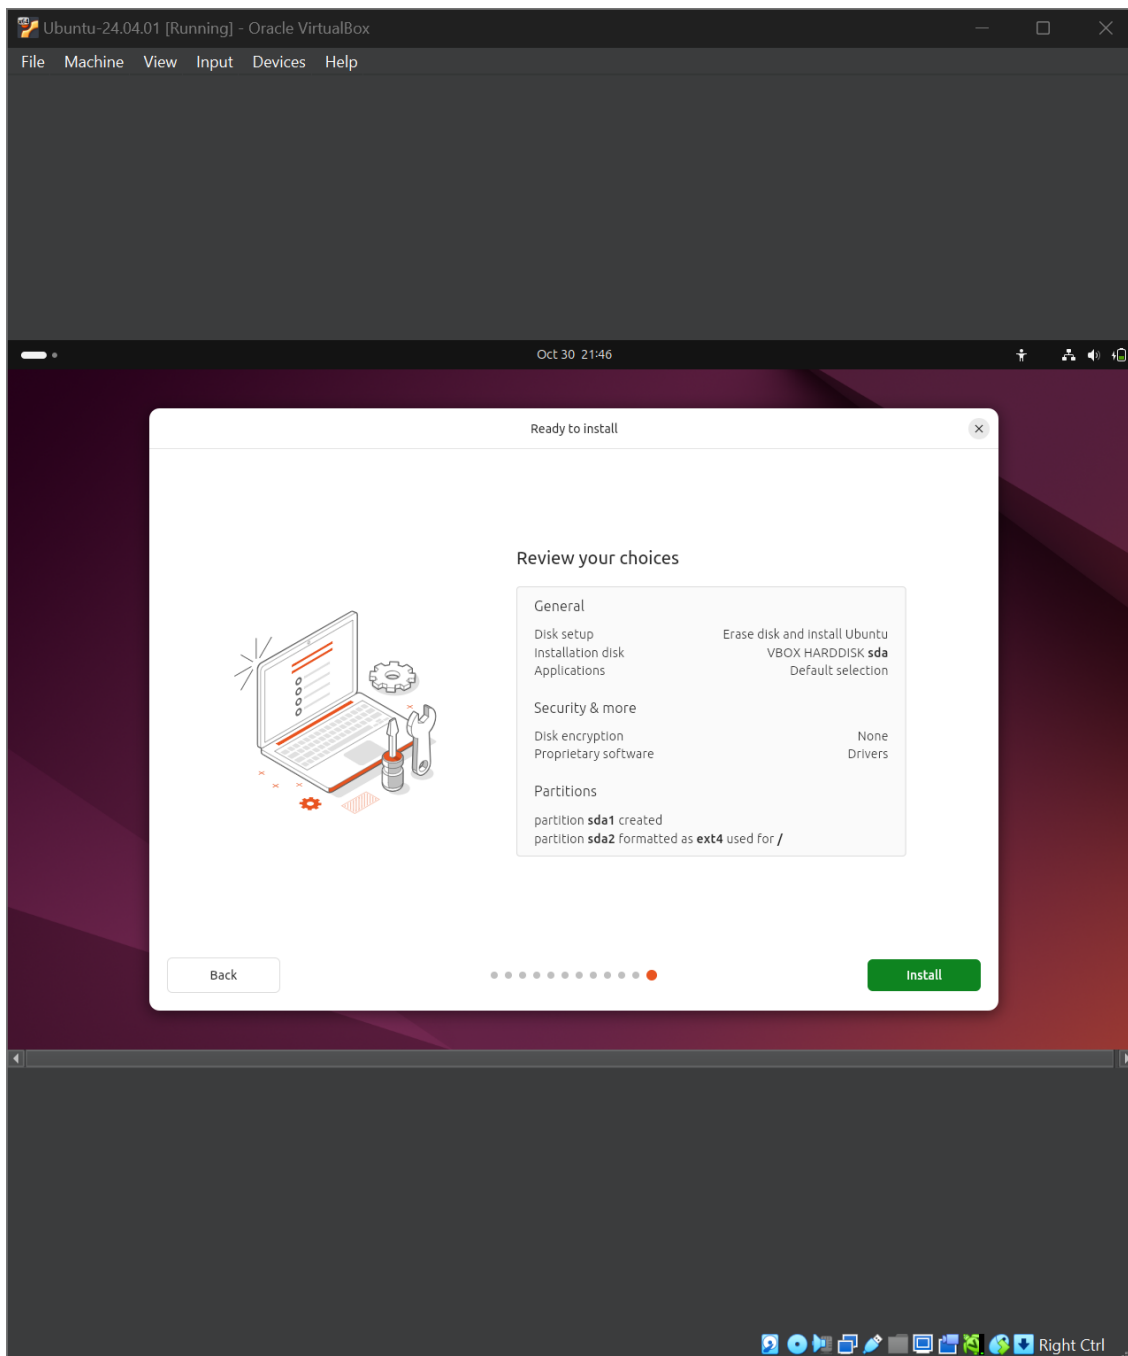 Ubuntu-24.04.01 [Running] - Oracle VirtualBox
File Machine View Input Devices Help
Oct 30 21:46
Ready to install
Review your choices
General
Disk setup Erase disk and install Ubuntu
Installation disk VBOX HARDDISK sda
Applications Default selection
Security & more
Disk encryption None
Proprietary software Drivers
Partitions
partition sda1 created
partition sda2 formatted as ext4 used for /
Back Install
Right Ctrl